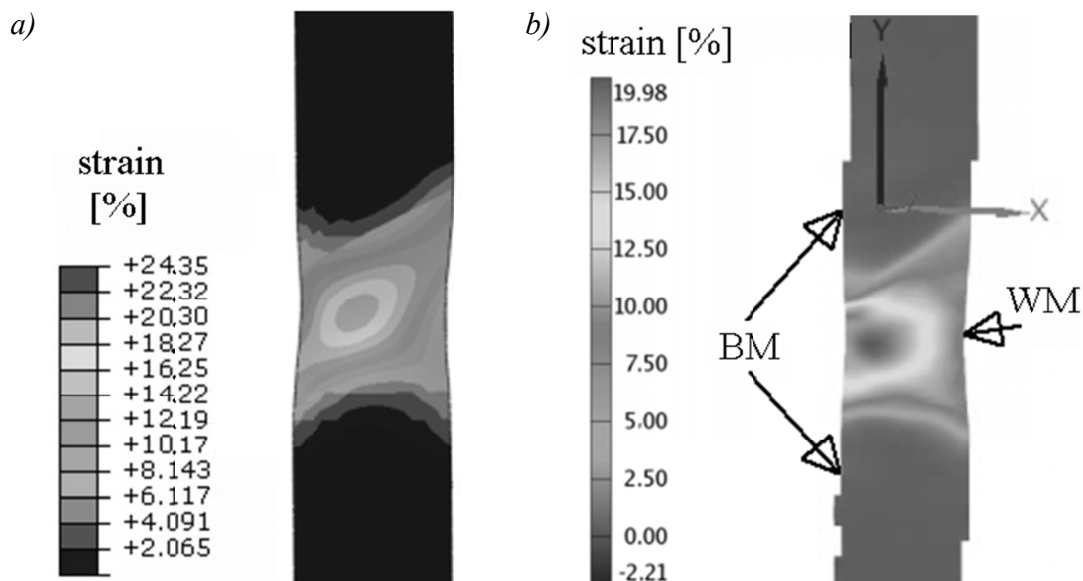 a)
strain
[%]
+24.35
+22.32
+20.30
+18.27
+16.25
+14.22
+12.19
+10.17
+8.143
+6.117
+4.091
+2.065
b)
strain [%]
19.98
17.50
15.00
12.50
10.00
7.50
5.00
2.50
0.00
-2.21
Y
X
WM
BM